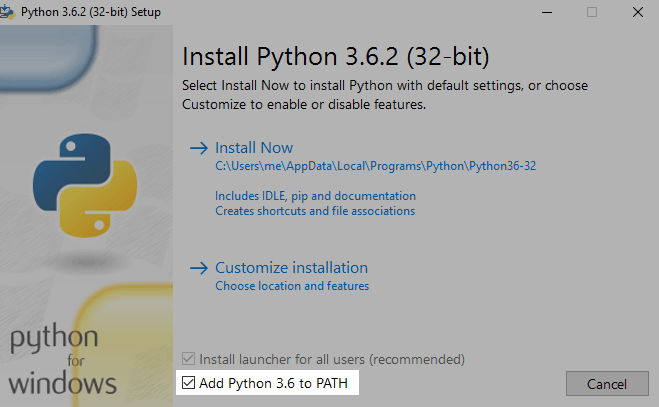 Python 3.6.2 (32-bit) Setup
Install Python 3.6.2 (32-bit)
Select Install Now to install Python with default settings, or choose
Customize to enable or disable features.
Install Now
C:\Users\me\AppData\Local\Programs\Python\Python36-32
Includes IDLE, pip and documentation
Creates shortcuts and file associations
Customize installation
Choose location and features
python
for
windows
Install launcher for all users (recommended)
Add Python 3.6 to PATH
Cancel